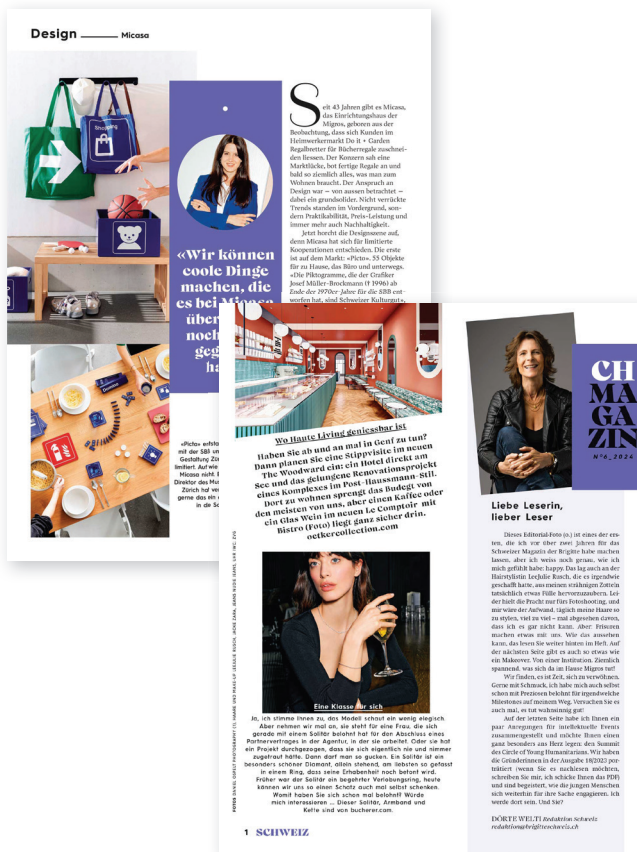 Design Micasa
Shopping
Seit 43 Jahren gibt es Micasa,
das Einrichtungshaus der
Migros, geboren aus der
Beobachtung, dass sich Kunden im
Heimwerkermarkt Do it + Garden
Regalbretter für Bücherregale zuschnei-
den liessen. Der Konzern sah eine
Marktlücke, bot fertige Regale an und
bald so ziemlich alles, was man zum
Wohnen braucht. Der Anspruch an
Design war – von aussen betrachtet –
dabei ein grundsolider. Nicht verrückte
Trends standen im Vordergrund, son-
dern Praktikabilität, Preis-Leistung und
immer mehr auch Nachhaltigkeit.
Jetzt horcht die Designszene auf,
denn Micasa hat sich für limitierte
Kooperationen entschieden. Die erste
ist auf dem Markt: «Picto». 55 Objekte
für zu Hause, das Büro und unterwegs.
«Die Piktogramme, die der Grafiker
Josef Müller-Brockmann († 1996) ab
Ende der 1970er-Jahre für die SBB ent-
worfen hat, sind Schweizer Kulturgut»,
«Wir können
coole Dinge
machen, die
es bei Micasa
über
noch
geg
ha
Domino
«Picto» entsta
mit der SBB un
Gestaltung Zür
limitiert. Auf wie
Micasa nicht.
Direktor des Mus
Zürich hat ver
gerne das ein
in de Sc
Wo Haute Living geniessbar ist
Haben Sie ab und an mal in Genf zu tun?
Dann planen Sie eine Stippvisite im neuen
The Woodward ein: ein Hotel direkt am
See und das gelungene Renovationsprojekt
eines Komplexes im Post-Haussmann-Stil.
Dort zu wohnen sprengt das Budget von
den meisten von uns, aber einen Kaffee oder
ein Glas Wein im neuen Le Comptoir mit
Bistro (Foto) liegt ganz sicher drin.
oetkercollection.com
Eine Klasse für sich
Ja, ich stimme Ihnen zu, das Modell schaut ein wenig elegisch.
Aber nehmen wir mal an, sie steht für eine Frau, die sich
gerade mit einem Solitär belohnt hat für den Abschluss eines
Partnervertrages in der Agentur, in der sie arbeitet. Oder sie hat
ein Projekt durchgezogen, dass sie sich eigentlich nie und nimmer
zugetraut hätte. Dann darf man so gucken. Ein Solitär ist ein
besonders schöner Diamant, allein stehend, am liebsten so gefasst
in einem Ring, dass seine Erhabenheit noch betont wird.
Früher war der Solitär ein begehrter Verlobungsring, heute
können wir uns so einen Schatz auch mal selbst schenken.
Womit haben Sie sich schon mal belohnt? Würde
mich interessieren ... Dieser Solitär, Armband und
Kette sind von bucherer.com.
1 SCHWEIZ
CH
MA
GA
ZIN
N°6_2024
Liebe Leserin,
lieber Leser
Dieses Editorial-Foto (o.) ist eines der ers-
ten, die ich vor über zwei Jahren für das
Schweizer Magazin der Brigitte habe machen
lassen, aber ich weiss noch genau, wie ich
mich gefühlt habe: happy. Das lag auch an der
Hairstylistin LeeJulie Rusch, die es irgendwie
geschafft hatte, aus meinen strähnigen Zotteln
tatsächlich etwas Fülle hervorzuzaubern. Lei-
der hielt die Pracht nur fürs Fotoshooting, und
mir wäre der Aufwand, täglich meine Haare so
zu stylen, viel zu viel – mal abgesehen davon,
dass ich es gar nicht kann. Aber: Frisuren
machen etwas mit uns. Wie das aussehen
kann, das lesen Sie weiter hinten im Heft. Auf
der nächsten Seite gibt es auch so etwas wie
ein Makeover. Von einer Institution. Ziemlich
spannend, was sich da im Hause Migros tut!
Wir finden, es ist Zeit, sich zu verwöhnen.
Gerne mit Schmuck, ich habe mich auch selbst
schon mit Preziosen belohnt für irgendwelche
Milestones auf meinem Weg. Versuchen Sie es
auch mal, es tut wahnsinnig gut!
Auf der letzten Seite habe ich Ihnen ein
paar Anregungen für intellektuelle Events
zusammengestellt und möchte Ihnen einen
ganz besonders ans Herz legen: den Summit
des Circle of Young Humanitarians. Wir haben
die Gründerinnen in der Ausgabe 18/2023 por-
trätiert (wenn Sie es nachlesen möchten,
schreiben Sie mir, ich schicke Ihnen das PDF)
und sind begeistert, wie die jungen Menschen
sich weiterhin für ihre Sache engagieren. Ich
werde dort sein. Und Sie?
DÖRTE WELTI Redaktion Schweiz
redaktion@brigitteschweiz.ch